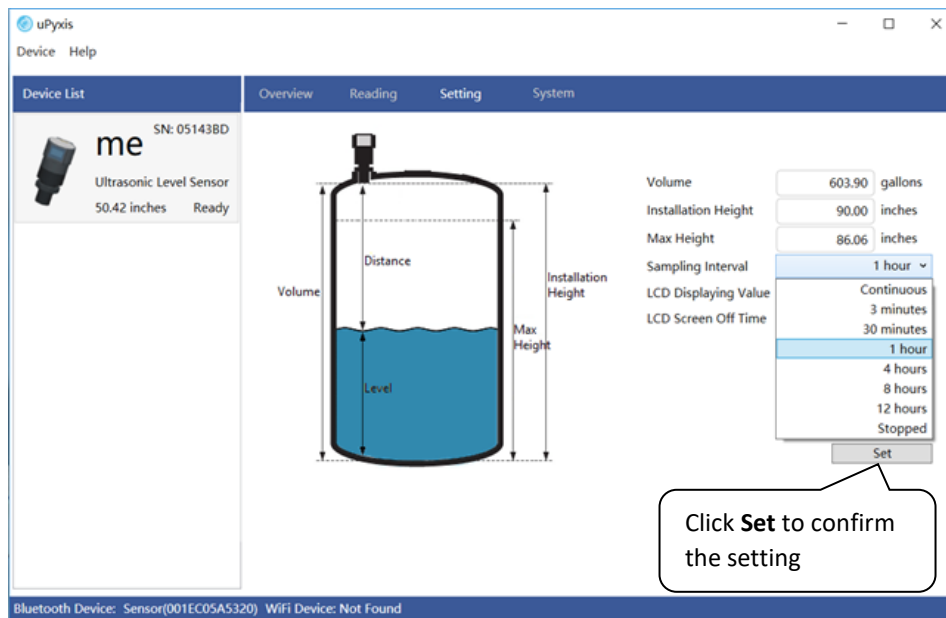 uPyxis
Device Help
Device List
Overview Reading Setting System
SN: 05143BD
me
Ultrasonic Level Sensor
50.42 inches Ready
Volume
Distance
Level
Max
Height
Installation
Height
Volume 603.90 gallons
Installation Height 90.00 inches
Max Height 86.06 inches
Sampling Interval 1 hour
LCD Displaying Value
LCD Screen Off Time
Continuous
3 minutes
30 minutes
1 hour
4 hours
8 hours
12 hours
Stopped
Set
Click Set to confirm
the setting
Bluetooth Device: Sensor(001EC05A5320) WiFi Device: Not Found